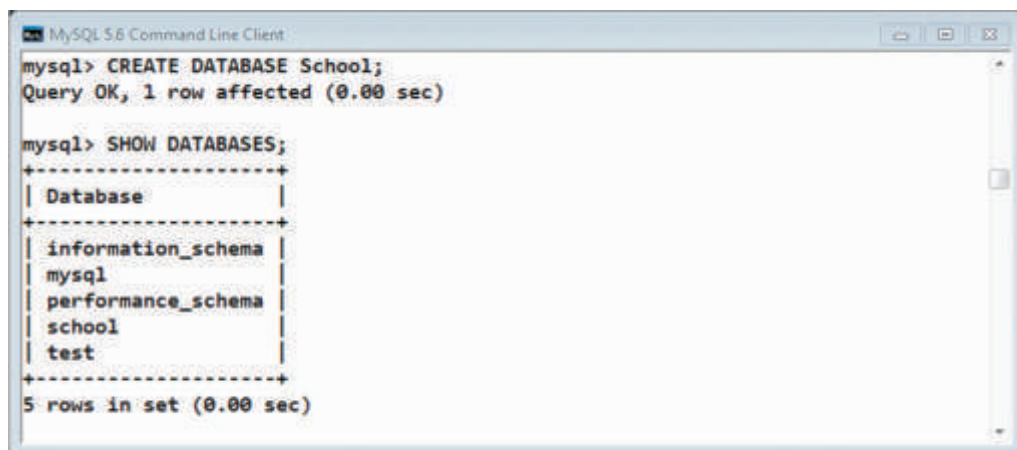 MySQL 5.6 Command Line Client
mysql> CREATE DATABASE School;
Query OK, 1 row affected (0.00 sec)
mysql> SHOW DATABASES;
+--------------------+
| Database           |
+--------------------+
| information_schema |
| mysql              |
| performance_schema |
| school             |
| test               |
+--------------------+
5 rows in set (0.00 sec)